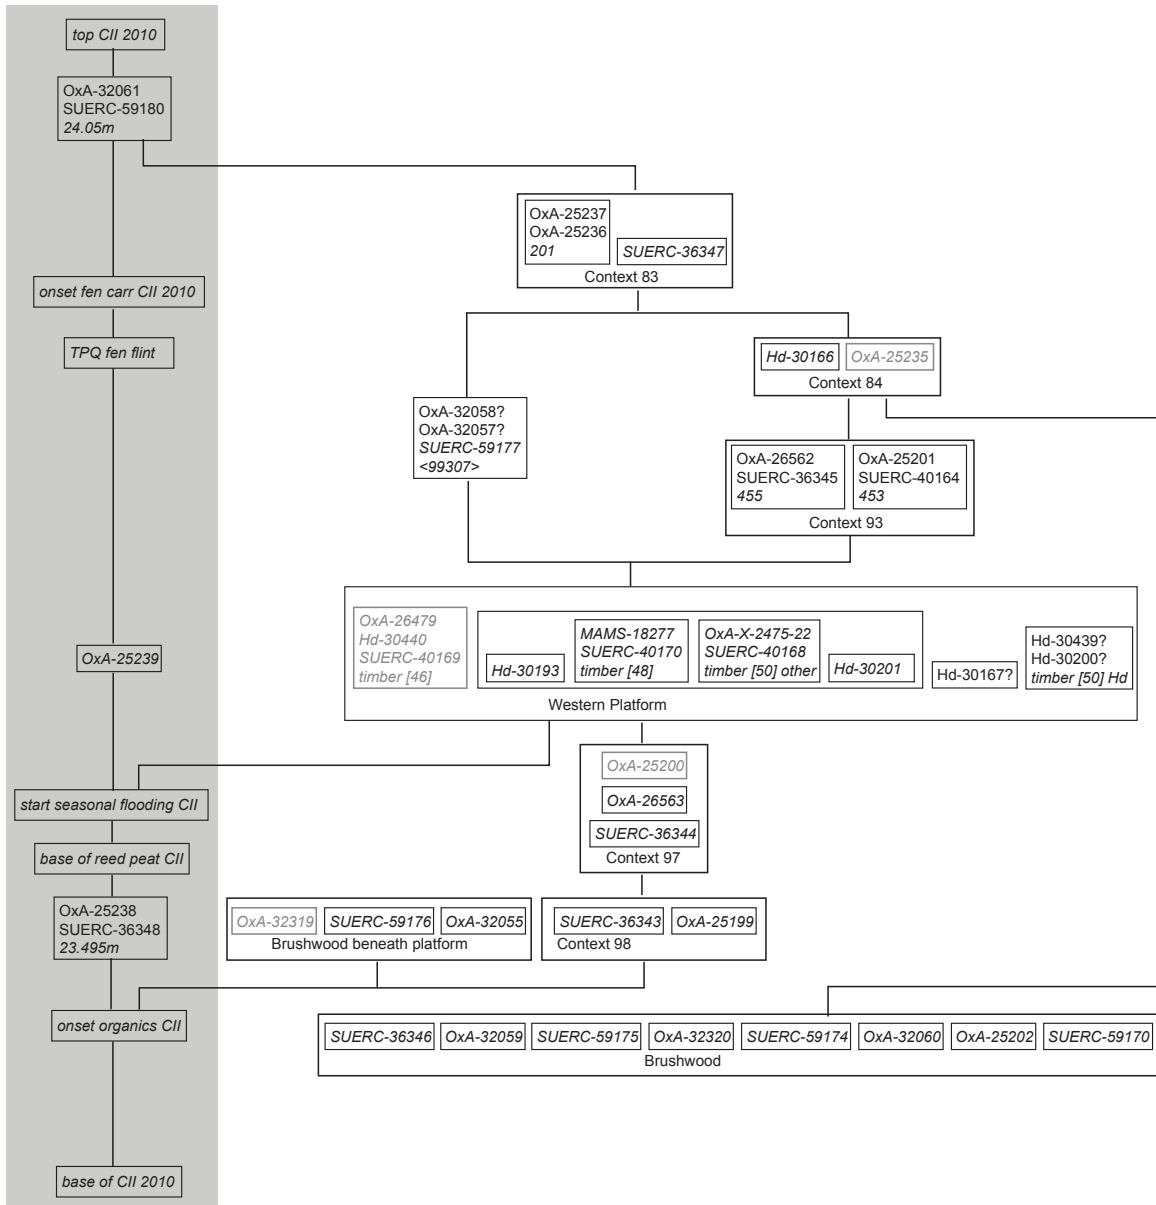 top CII 2010
OxA-32061
SUERC-59180
24.05m
OxA-25237
OxA-25236
201
SUERC-36347
Context 83
onset fen carr CII 2010
TPQ fen flint
Hd-30166
OxA-25235
Context 84
OxA-32058?
OxA-32057?
SUERC-59177
<99307>
OxA-26562
SUERC-36345
455
OxA-25201
SUERC-40164
453
Context 93
OxA-25239
OxA-26479
Hd-30440
SUERC-40169
timber [46]
Hd-30193
MAMS-18277
SUERC-40170
timber [48]
OxA-X-2475-22
SUERC-40168
timber [50] other
Hd-30201
Hd-30167?
Hd-30439?
Hd-30200?
timber [50] Hd
Western Platform
start seasonal flooding CII
base of reed peat CII
OxA-25200
OxA-26563
SUERC-36344
Context 97
OxA-25238
SUERC-36348
23.495m
OxA-32319
SUERC-59176
OxA-32055
Brushwood beneath platform
SUERC-36343
OxA-25199
Context 98
onset organics CII
SUERC-36346
OxA-32059
SUERC-59175
OxA-32320
SUERC-59174
OxA-32060
OxA-25202
SUERC-59170
Brushwood
base of CII 2010